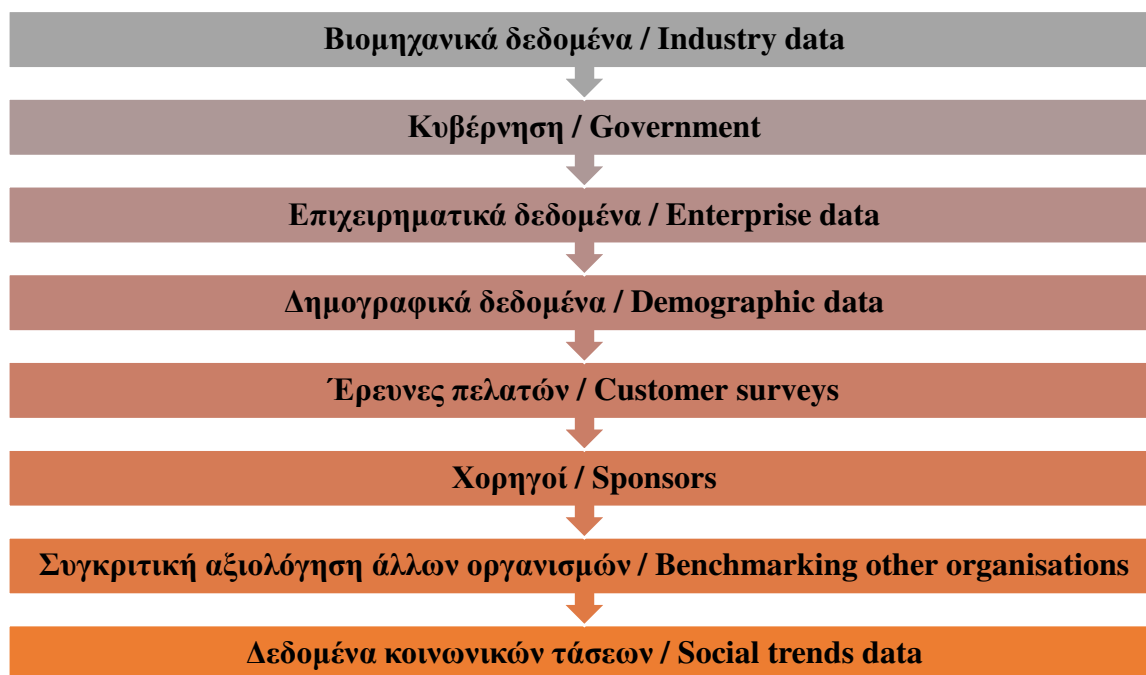 Βιομηχανικά δεδομένα / Industry data
Κυβέρνηση / Government
Επιχειρηματικά δεδομένα / Enterprise data
Δημογραφικά δεδομένα / Demographic data
Έρευνες πελατών / Customer surveys
Χορηγοί / Sponsors
Συγκριτική αξιολόγηση άλλων οργανισμών / Benchmarking other organisations
Δεδομένα κοινωνικών τάσεων / Social trends data